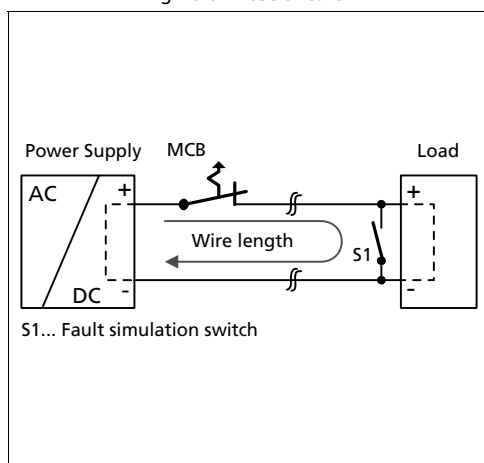 Power Supply MCB Load
AC + +
Wire length
S1
DC - -
S1... Fault simulation switch